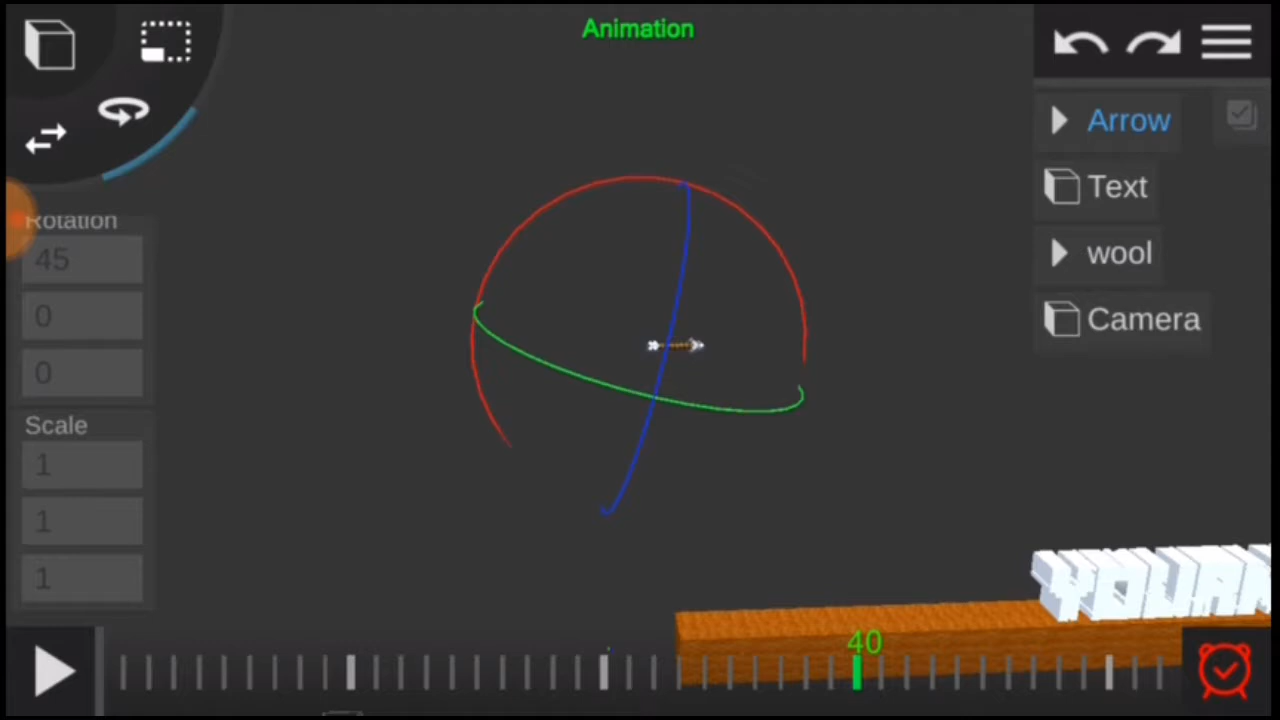 Animation
Arrow
Text
wool
Camera
Rotation
45
0
0
Scale
1
1
1
40